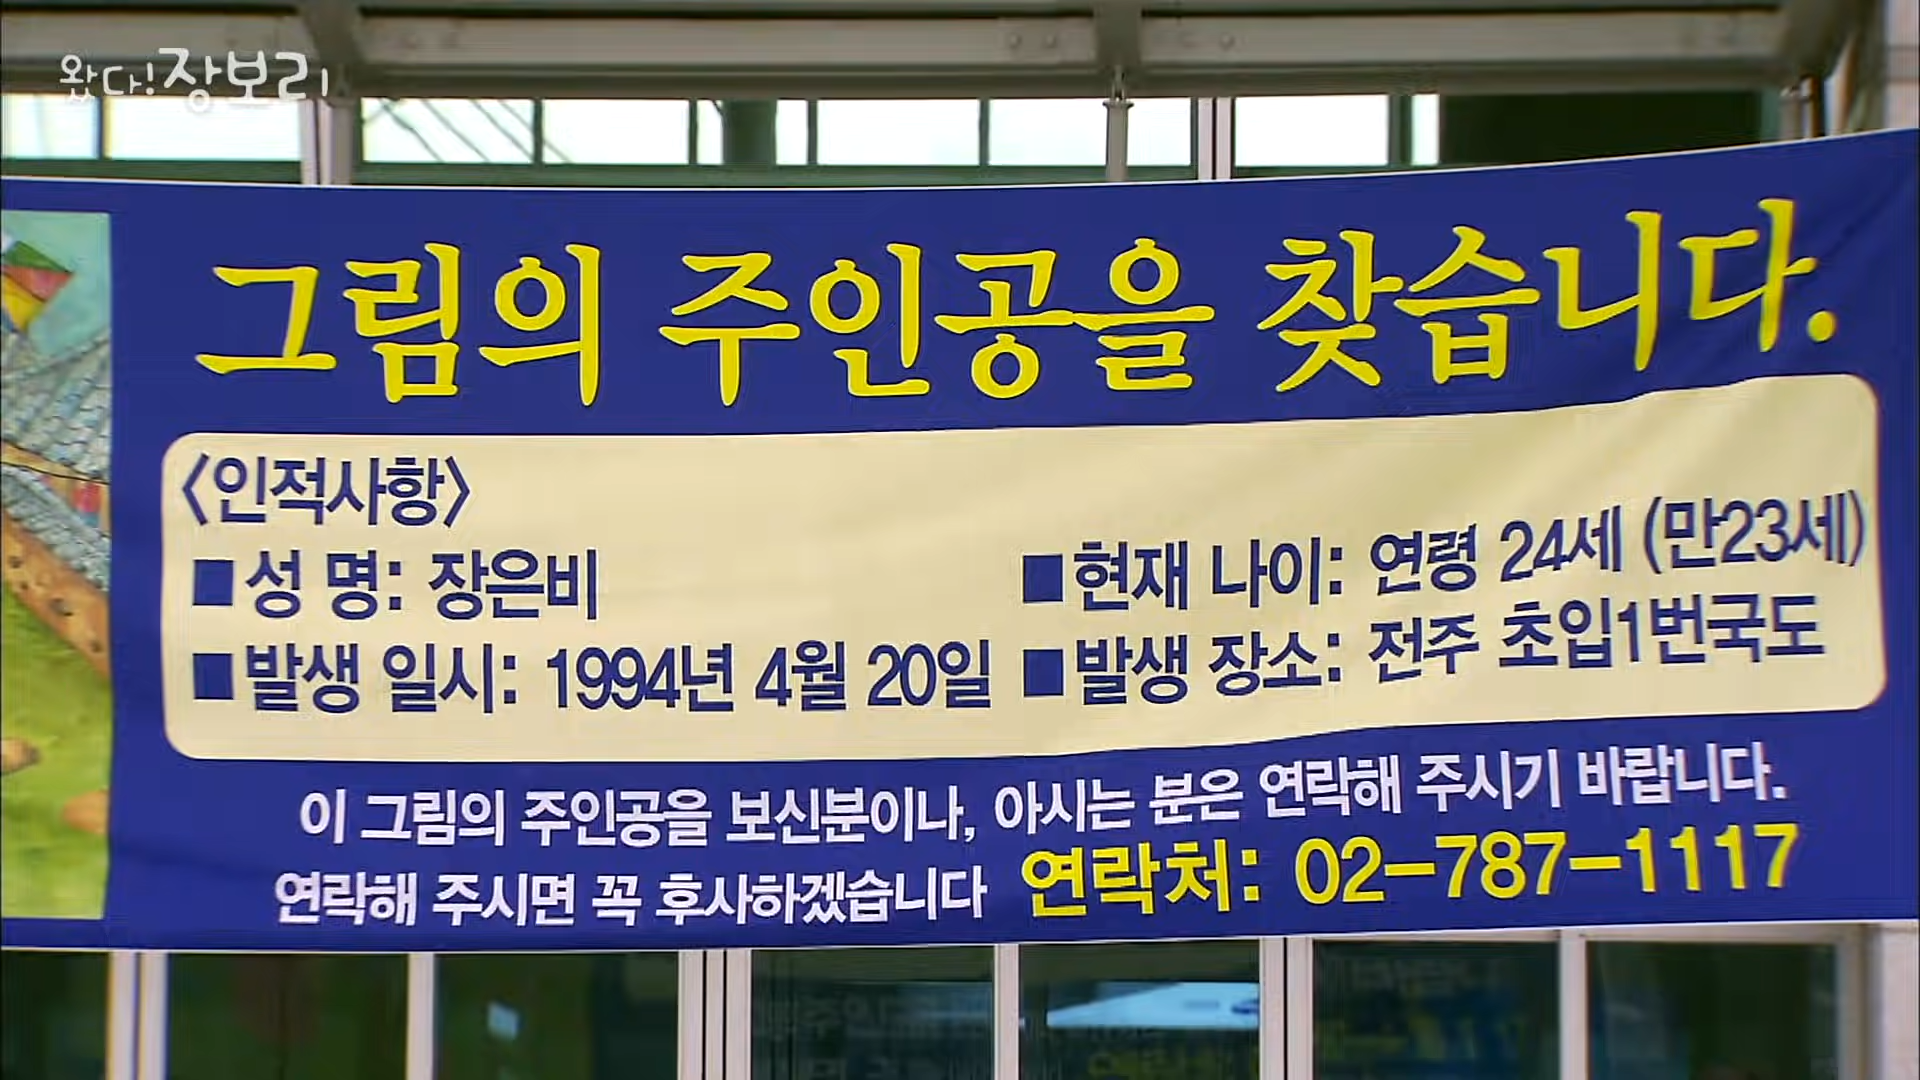 왔다! 장보리
그림의 주인공을 찾습니다.
<인적사항>
■성 명: 장은비
■현재 나이: 연령 24세 (만23세)
■발생 일시: 1994년 4월 20일
■발생 장소: 전주 초입1번국도
이 그림의 주인공을 보신분이나, 아시는 분은 연락해 주시기 바랍니다.
연락해 주시면 꼭 후사하겠습니다 연락처: 02-787-1117